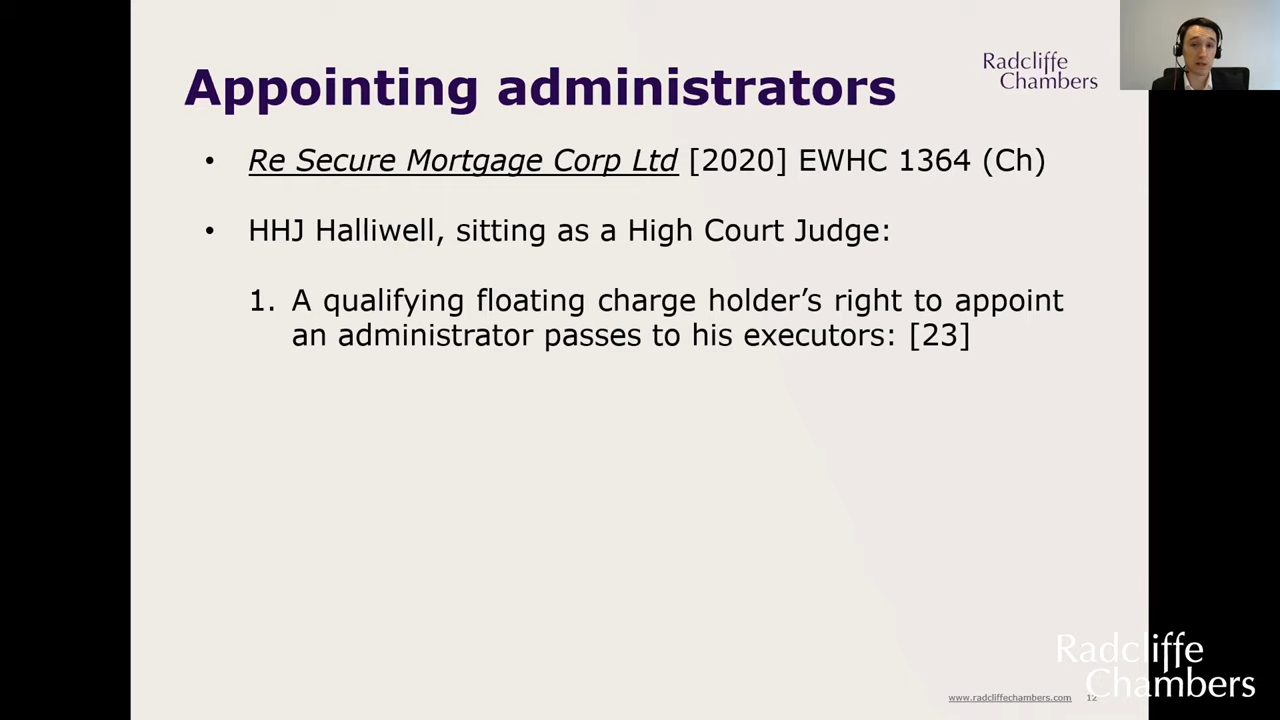 Appointing administrators
Radcliffe
Chambers
• Re Secure Mortgage Corp Ltd [2020] EWHC 1364 (Ch)
• HHJ Halliwell, sitting as a High Court Judge:
1. A qualifying floating charge holder’s right to appoint
an administrator passes to his executors: [23]
Radcliffe
Chambers
www.radcliffechambers.com 12